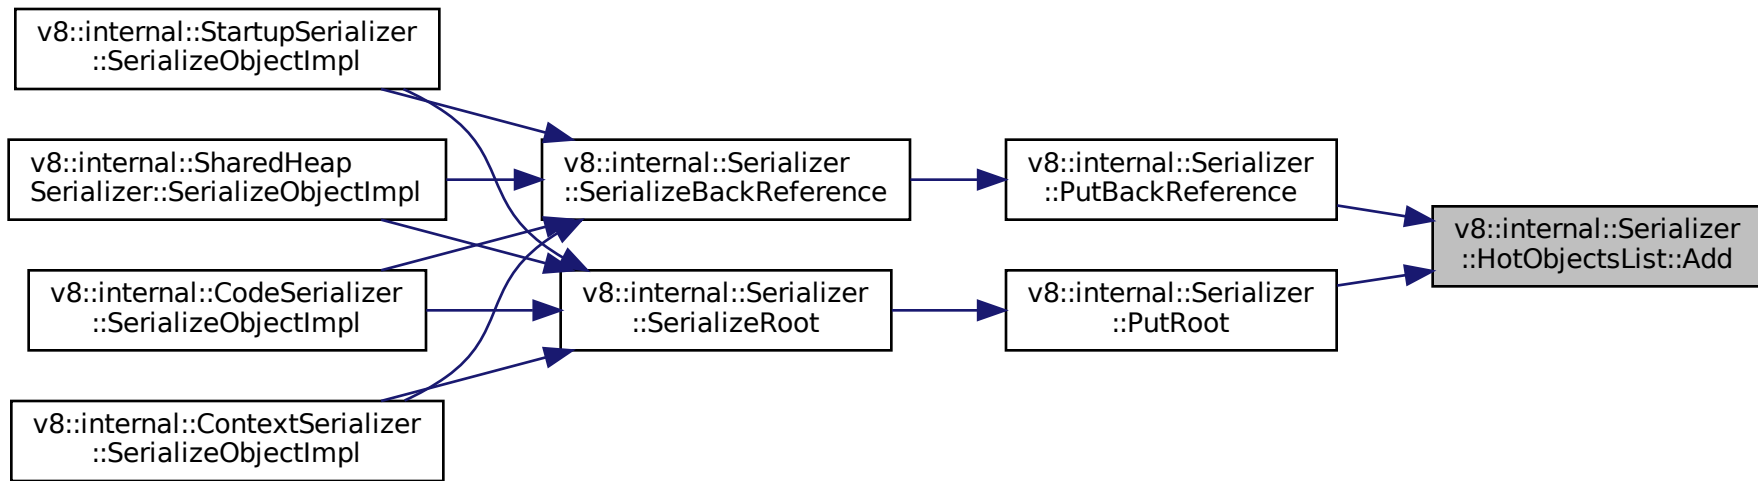 v8::internal::StartupSerializer
::SerializeObjectImpl
v8::internal::SharedHeap
Serializer::SerializeObjectImpl
v8::internal::CodeSerializer
::SerializeObjectImpl
v8::internal::ContextSerializer
::SerializeObjectImpl
v8::internal::Serializer
::SerializeBackReference
v8::internal::Serializer
::SerializeRoot
v8::internal::Serializer
::PutBackReference
v8::internal::Serializer
::PutRoot
v8::internal::Serializer
::HotObjectsList::Add